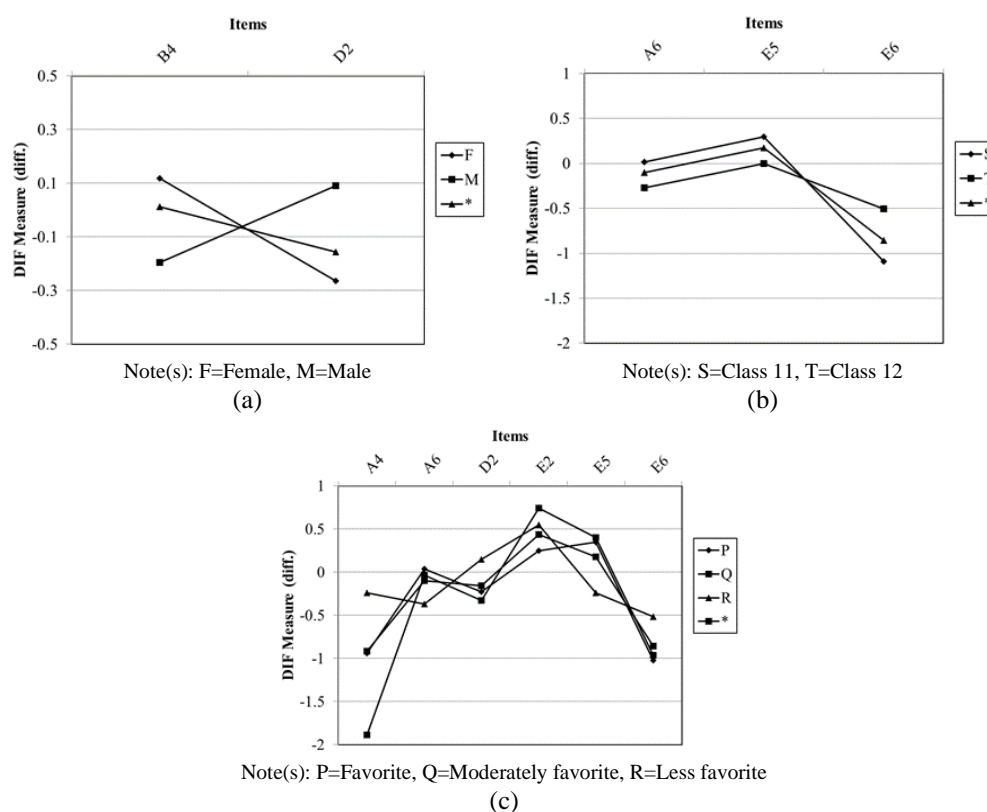 Items
B4 D2
0.5
0.3
0.1
-0.1
-0.3
-0.5
DIF Measure (diff.)
F
M
*
Note(s): F=Female, M=Male
(a)
Items
A6 E5 E6
1
0.5
0
-0.5
-1
-1.5
-2
DIF Measure (diff.)
S
Note(s): S=Class 11, T=Class 12
(b)
Items
A4 A6 D2 E2 E5 E6
1
0.5
0
-0.5
-1
-1.5
-2
DIF Measure (diff.)
P
Q
R
*
Note(s): P=Favorite, Q=Moderately favorite, R=Less favorite
(c)